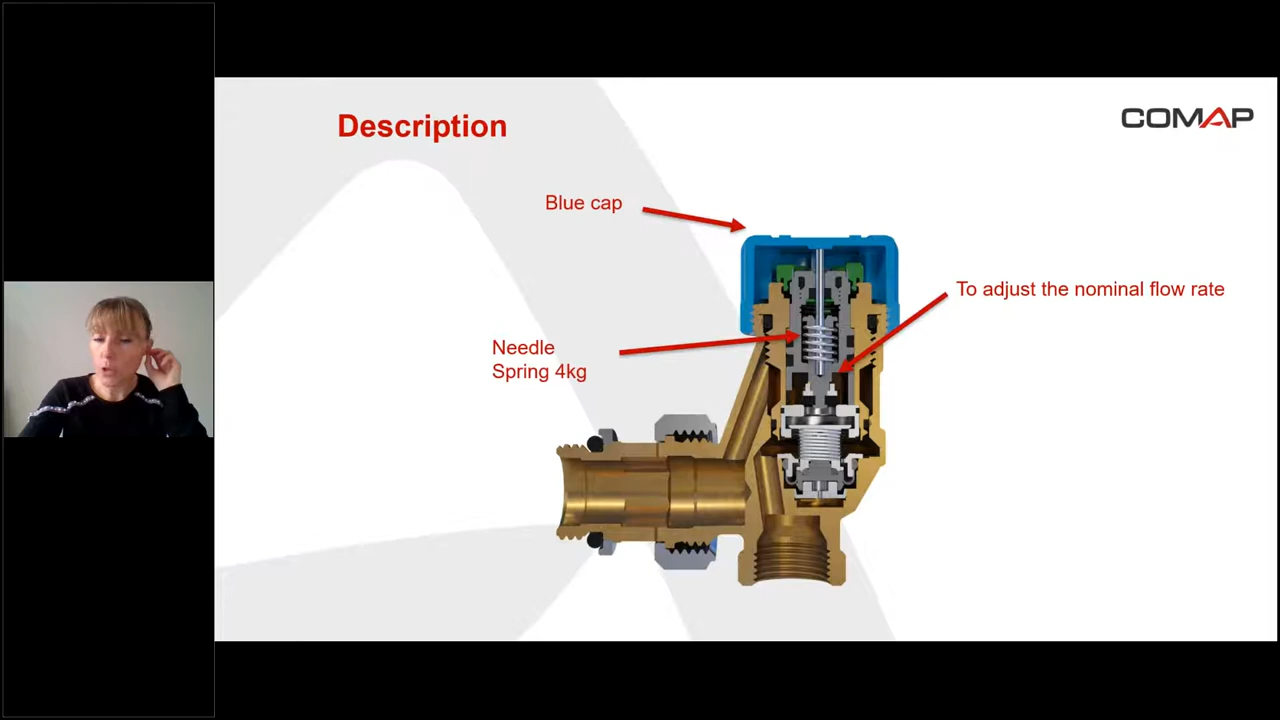 Description
COMAP
Blue cap
To adjust the nominal flow rate
Needle
Spring 4kg